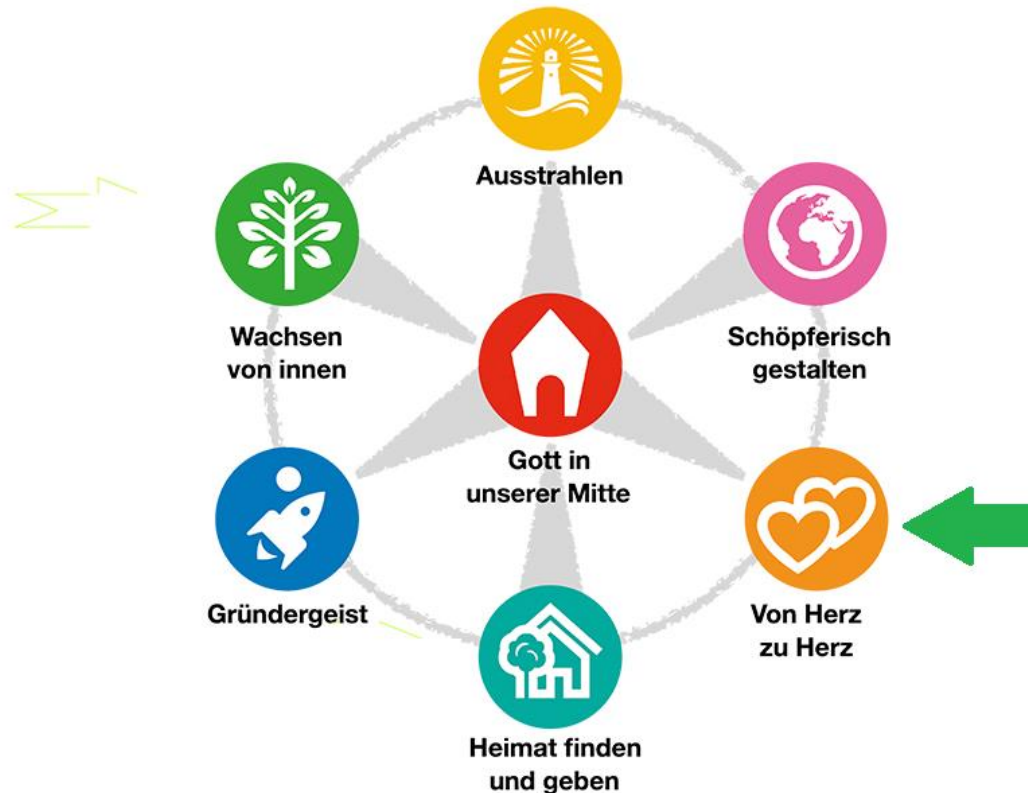 Ausstrahlen
Wachsen
von innen
Schöpferisch
gestalten
Gott in
unserer Mitte
Gründergeist
Von Herz
zu Herz
Heimat finden
und geben